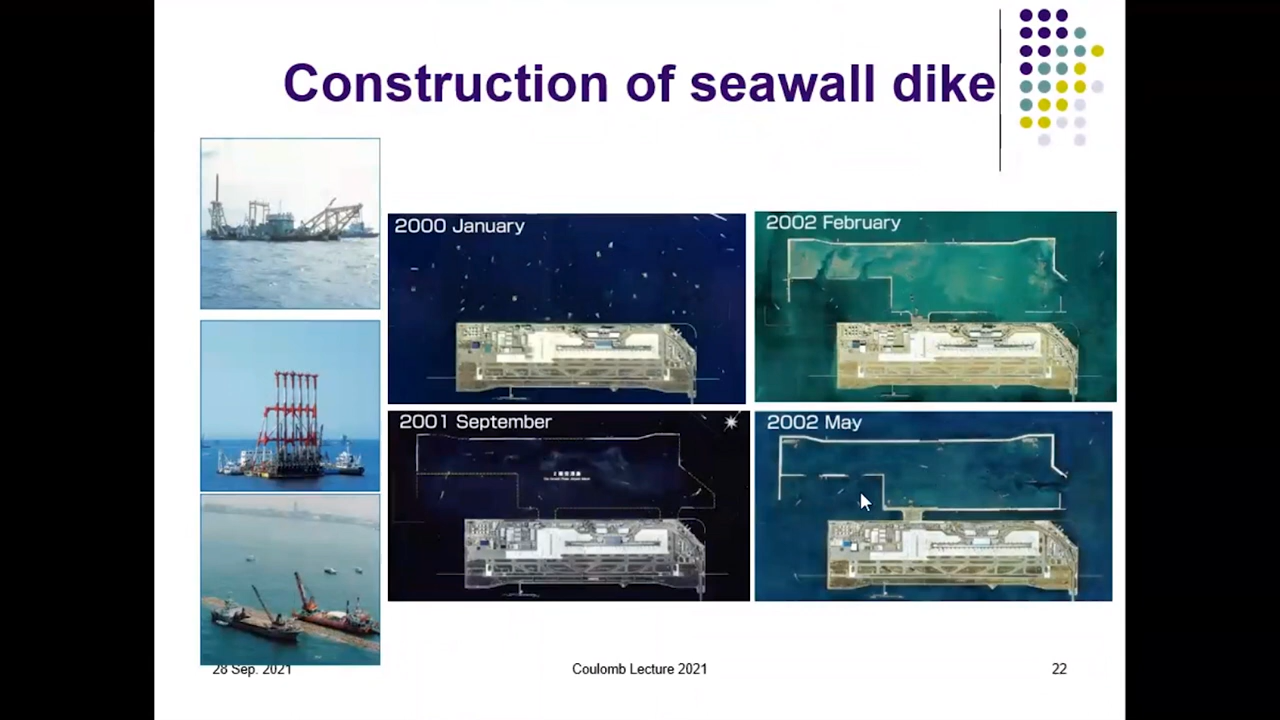 Construction of seawall dike
2000 January
2002 February
2001 September
2002 May
28 Sep. 2021
Coulomb Lecture 2021
22